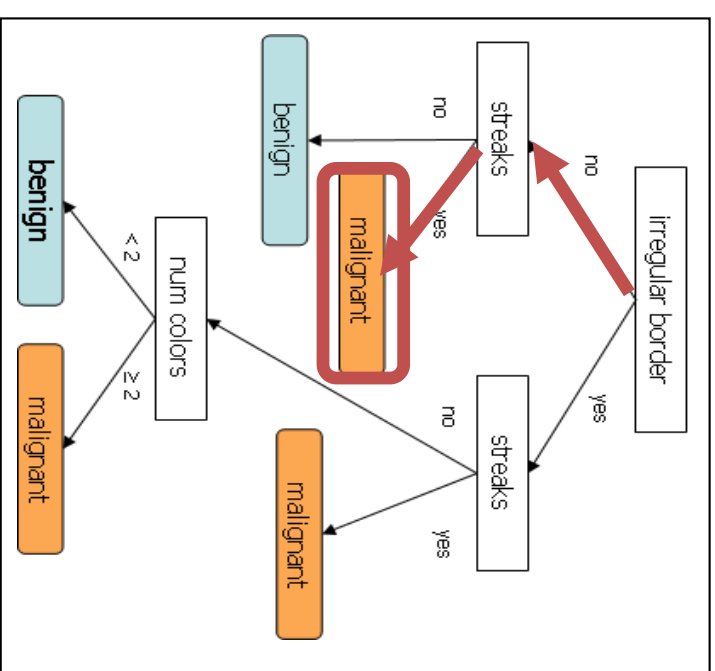 irregular border
no
yes
streaks
streaks
no
yes
no
yes
benign
malignant
num colors
malignant
< 2
≥ 2
benign
malignant